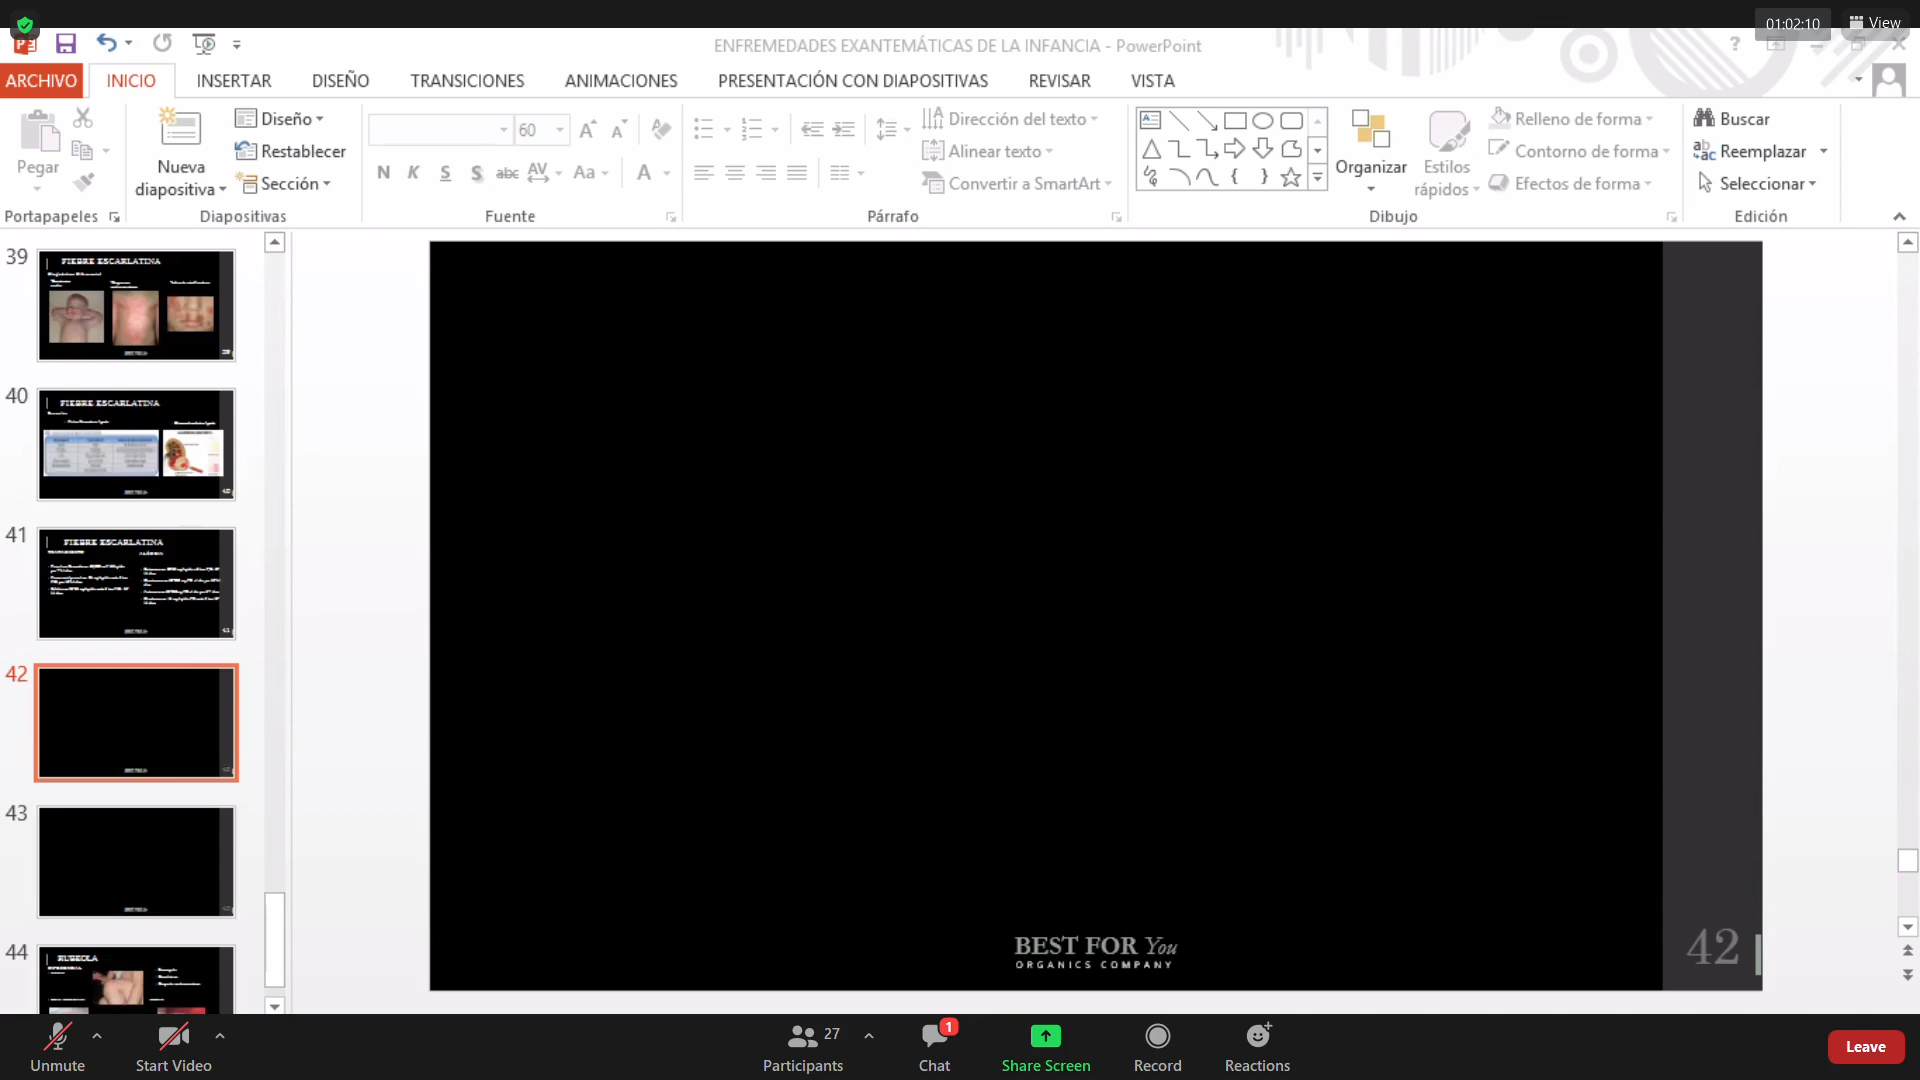 01:02:10
View
ENFREMEDADES EXANTEMÁTICAS DE LA INFANCIA - PowerPoint
ARCHIVO
INICIO
INSERTAR
DISEÑO
TRANSICIONES
ANIMACIONES
PRESENTACIÓN CON DIAPOSITIVAS
REVISAR
VISTA
Pegar
Portapapeles
Nueva
diapositiva
Diseño
Restablecer
Sección
Diapositivas
60
N K S S abc AV Aa A
Fuente
Párrafo
Dirección del texto
Alinear texto
Convertir a SmartArt
Organizar
Estilos
rápidos
Relleno de forma
Contorno de forma
Efectos de forma
Dibujo
Buscar
Reemplazar
Seleccionar
Edición
39
FIEBRE ESCARLATINA
40
FIEBRE ESCARLATINA
41
FIEBRE ESCARLATINA
42
43
44
RUBEOLA
BEST FOR You
ORGANICS COMPANY
42
Unmute
Start Video
Participants
27
Chat
1
Share Screen
Record
Reactions
Leave